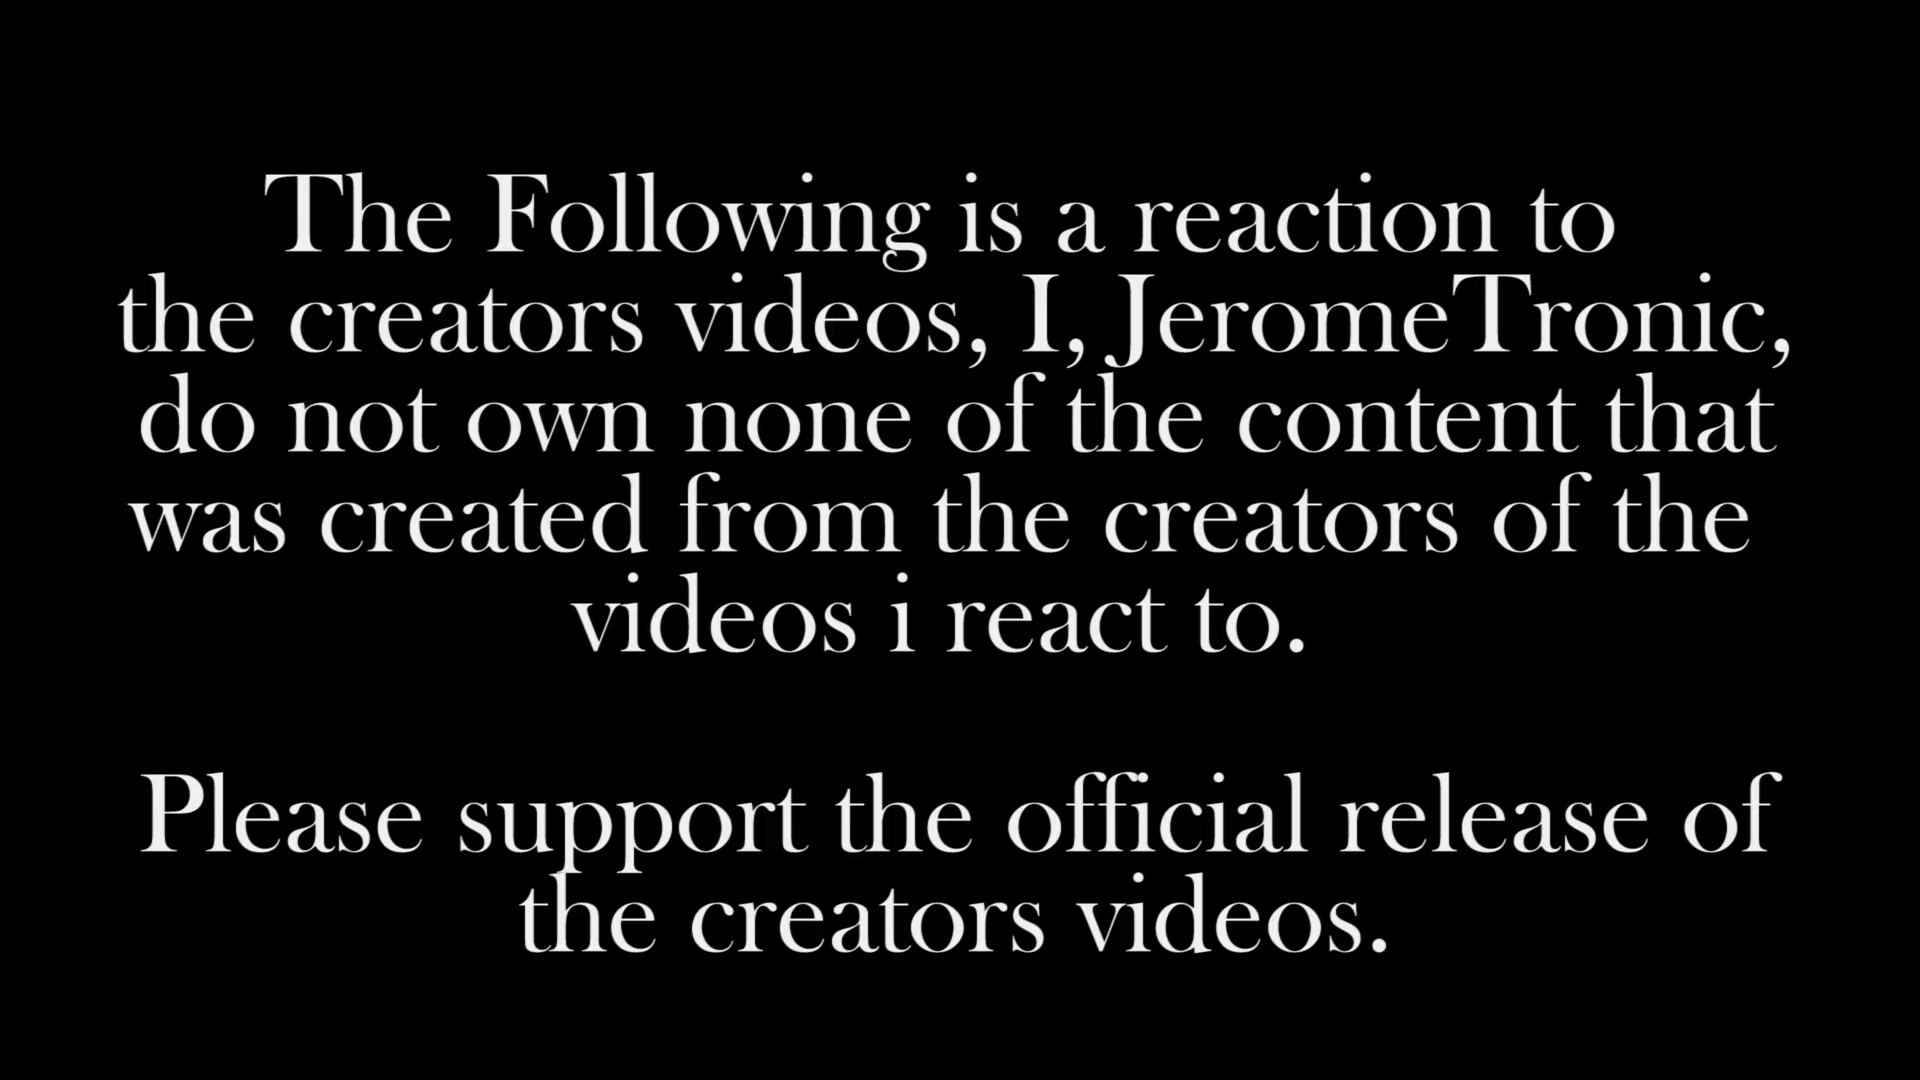 The Following is a reaction to
the creators videos, I, JeromeTronic,
do not own none of the content that
was created from the creators of the
videos i react to.
Please support the official release of
the creators videos.